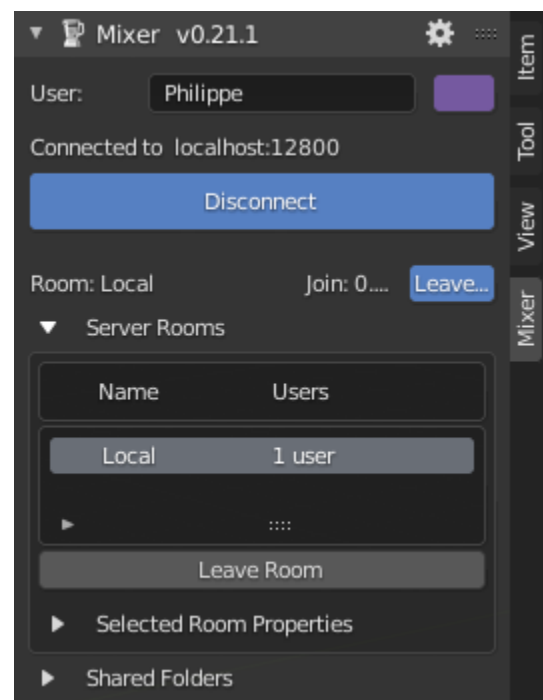 Mixer v0.21.1
User: Philippe
Connected to localhost:12800
Disconnect
Room: Local Join: 0.... Leave...
Server Rooms
Name Users
Local 1 user
Leave Room
Selected Room Properties
Shared Folders
Item
Tool
View
Mixer